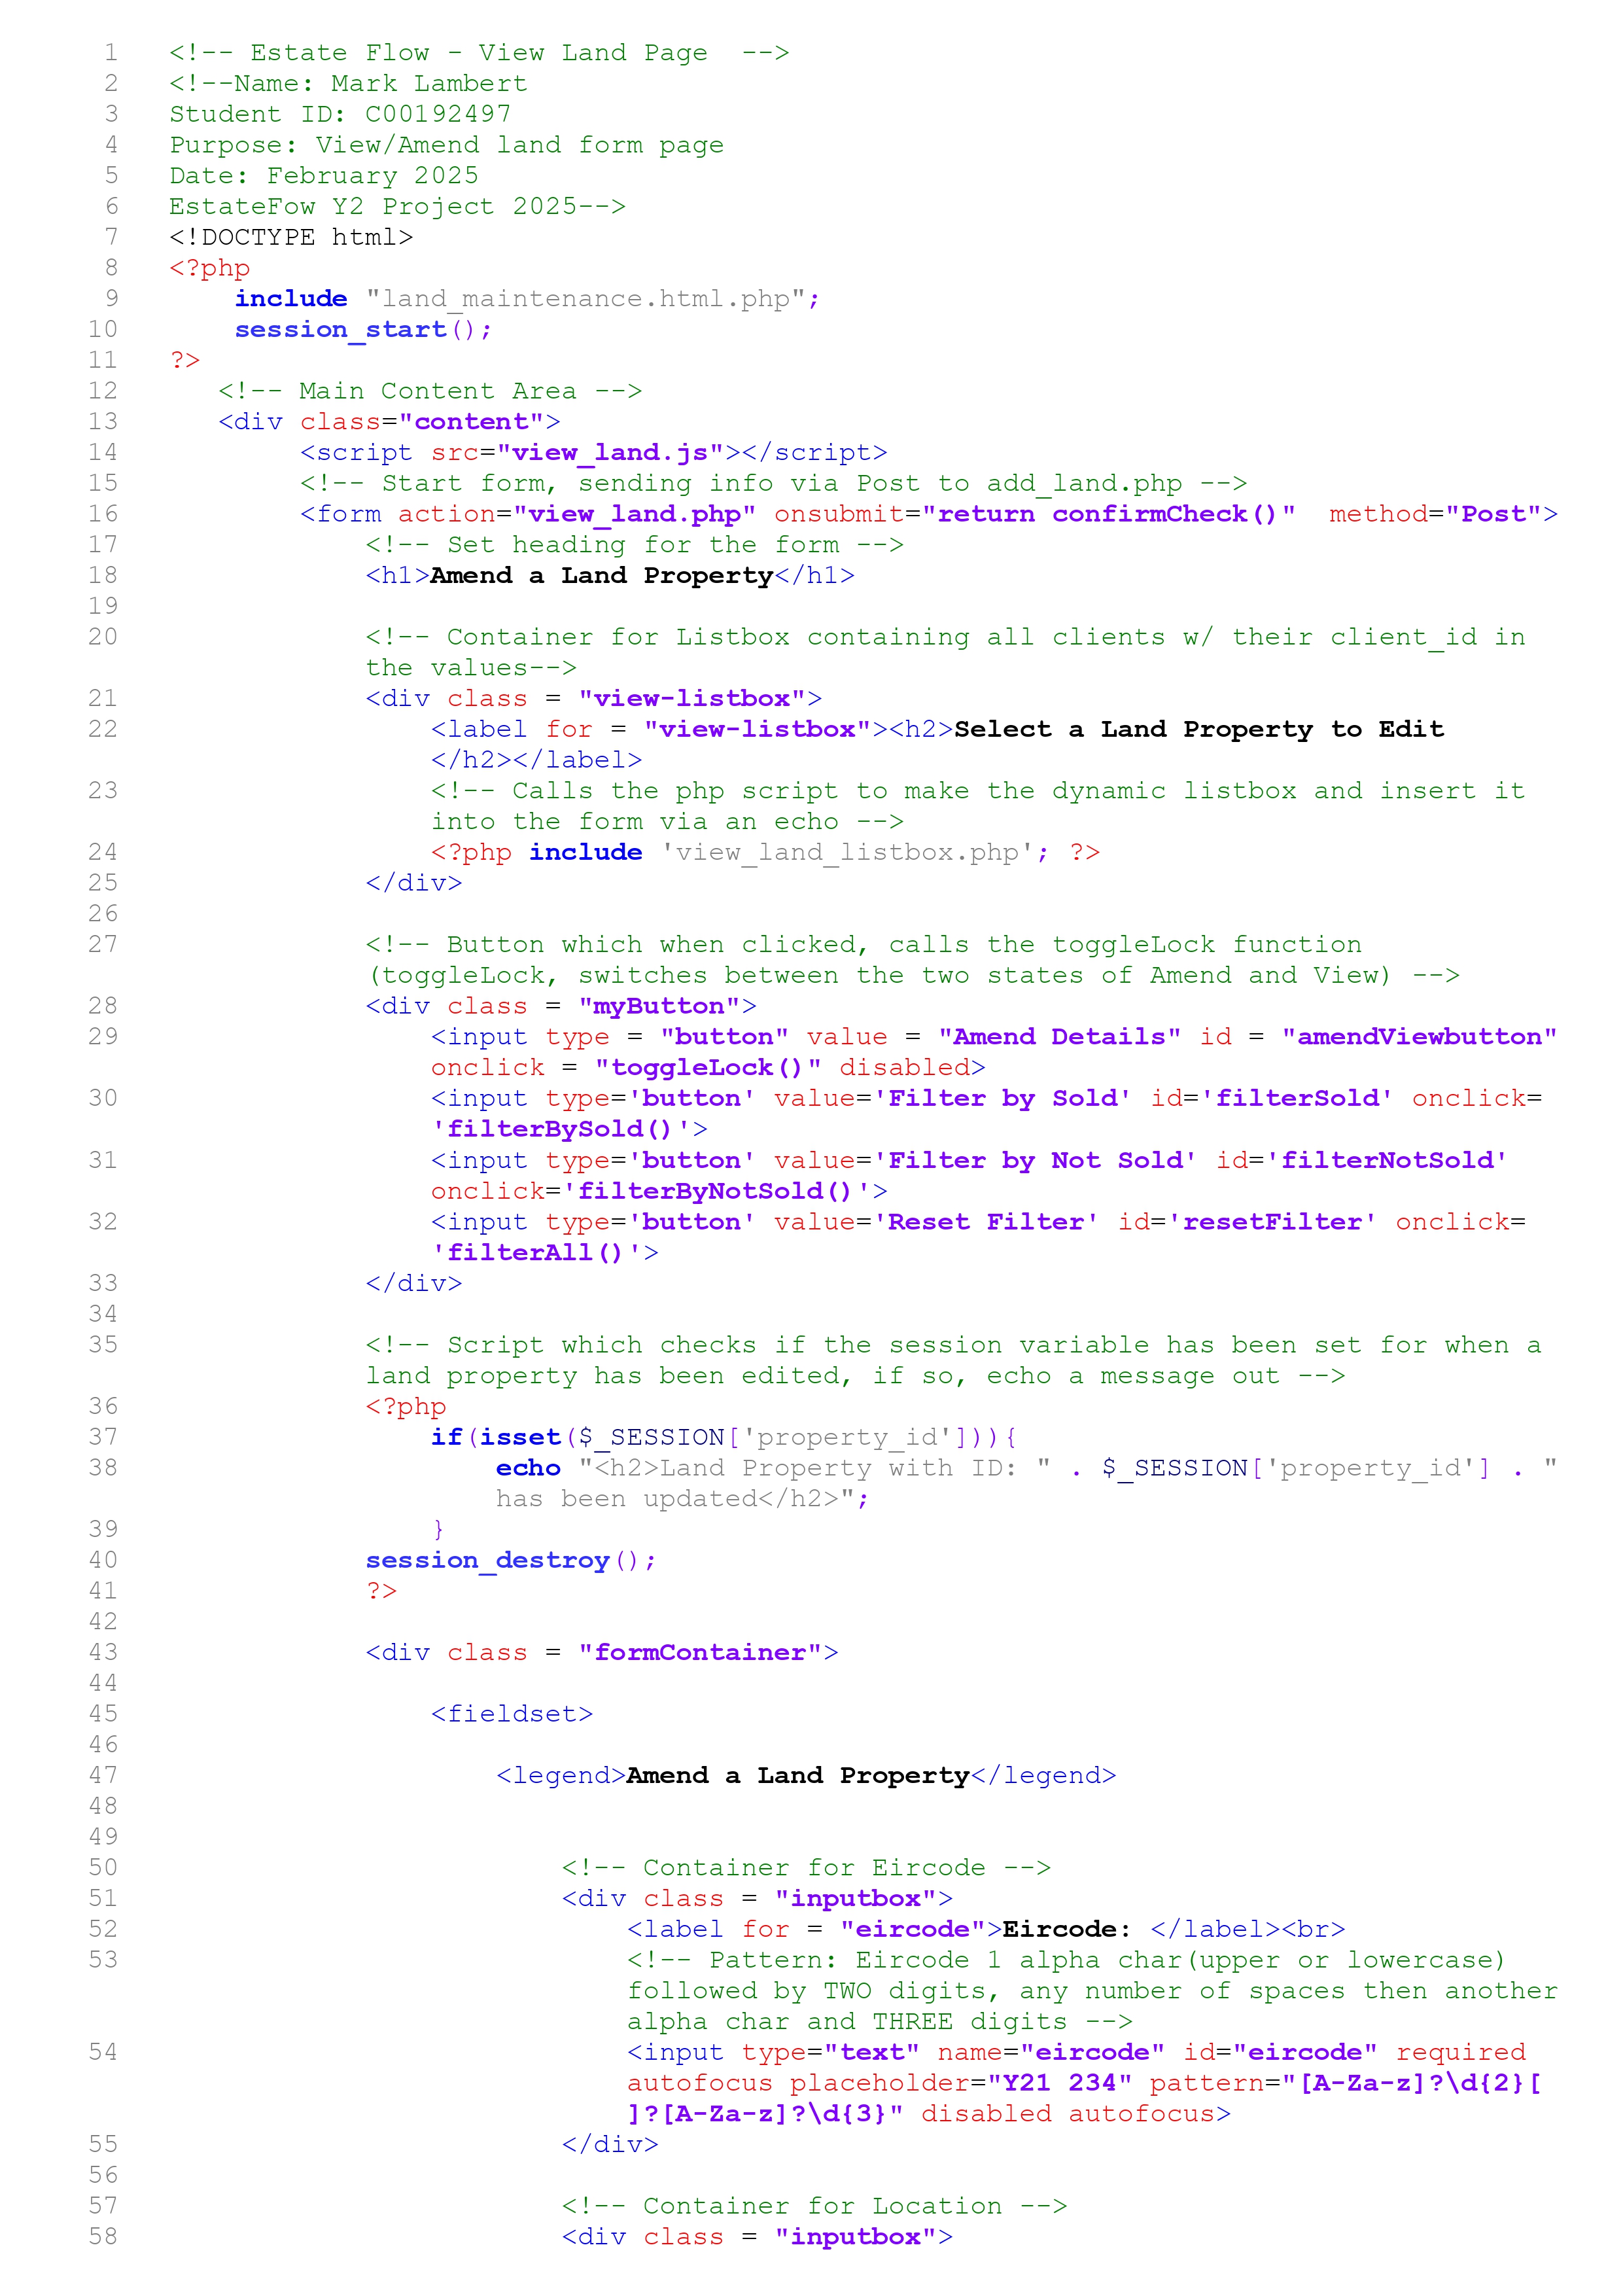 1 <!-- Estate Flow - View Land Page  -->
2 <!--Name: Mark Lambert
3 Student ID: C00192497
4 Purpose: View/Amend land form page
5 Date: February 2025
6 EstateFow Y2 Project 2025-->
7 <!DOCTYPE html>
8 <?php
9 include "land_maintenance.html.php";
10 session_start();
11 ?>
12 <!-- Main Content Area -->
13 <div class="content">
14 <script src="view_land.js"></script>
15 <!-- Start form, sending info via Post to add_land.php -->
16 <form action="view_land.php" onsubmit="return confirmCheck()"  method="Post">
17 <!-- Set heading for the form -->
18 <h1>Amend a Land Property</h1>
19
20 <!-- Container for Listbox containing all clients w/ their client_id in
the values-->
21 <div class = "view-listbox">
22 <label for = "view-listbox"><h2>Select a Land Property to Edit
</h2></label>
23 <!-- Calls the php script to make the dynamic listbox and insert it
into the form via an echo -->
24 <?php include 'view_land_listbox.php'; ?>
25 </div>
26
27 <!-- Button which when clicked, calls the toggleLock function
(toggleLock, switches between the two states of Amend and View) -->
28 <div class = "myButton">
29 <input type = "button" value = "Amend Details" id = "amendViewbutton"
onclick = "toggleLock()" disabled>
30 <input type='button' value='Filter by Sold' id='filterSold' onclick=
'filterBySold()'>
31 <input type='button' value='Filter by Not Sold' id='filterNotSold'
onclick='filterByNotSold()'>
32 <input type='button' value='Reset Filter' id='resetFilter' onclick=
'filterAll()'>
33 </div>
34
35 <!-- Script which checks if the session variable has been set for when a
land property has been edited, if so, echo a message out -->
36 <?php
37 if(isset($_SESSION['property_id'])){
38 echo "<h2>Land Property with ID: " . $_SESSION['property_id'] . "
has been updated</h2>";
39 }
40 session_destroy();
41 ?>
42
43 <div class = "formContainer">
44
45 <fieldset>
46
47 <legend>Amend a Land Property</legend>
48
49
50 <!-- Container for Eircode -->
51 <div class = "inputbox">
52 <label for = "eircode">Eircode: </label><br>
53 <!-- Pattern: Eircode 1 alpha char(upper or lowercase)
followed by TWO digits, any number of spaces then another
alpha char and THREE digits -->
54 <input type="text" name="eircode" id="eircode" required
autofocus placeholder="Y21 234" pattern="[A-Za-z]?\d{2}[
]?[A-Za-z]?\d{3}" disabled autofocus>
55 </div>
56
57 <!-- Container for Location -->
58 <div class = "inputbox">